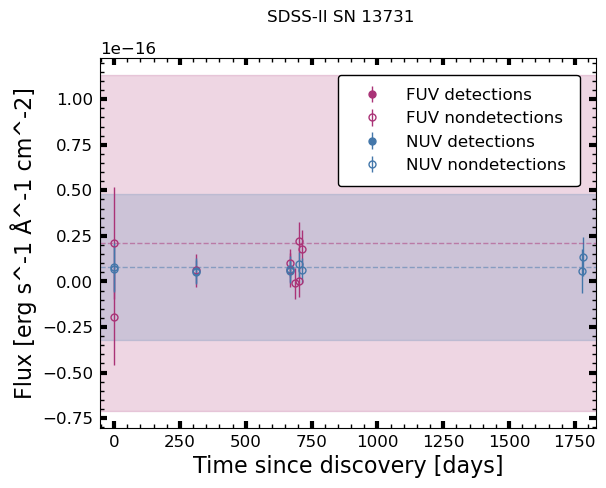 SDSS-II SN 13731
1e−16
FUV detections
FUV nondetections
NUV detections
NUV nondetections
1.00
0.75
0.50
0.25
0.00
−0.25
−0.50
−0.75
Flux [erg s^-1 Å^-1 cm^-2]
0 250 500 750 1000 1250 1500 1750
Time since discovery [days]